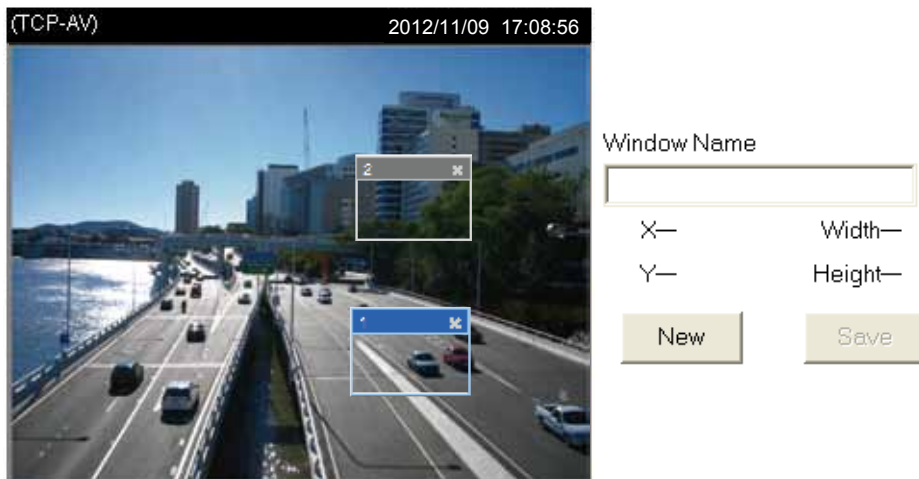 (TCP-AV) 2012/11/09 17:08:56
2
1
Window Name
X—
Width—
Y—
Height—
New
Save